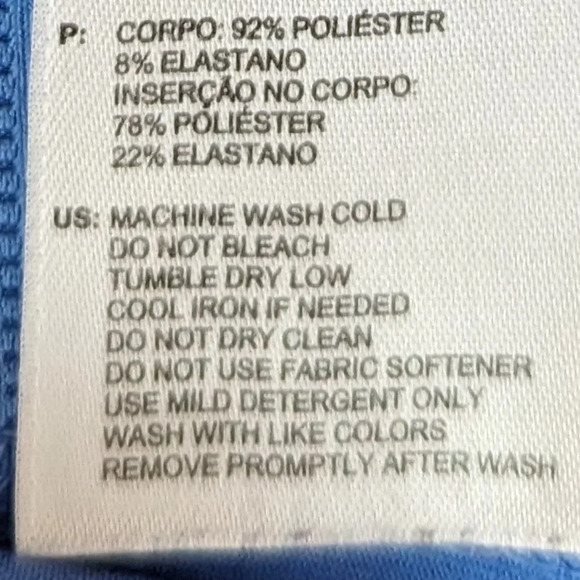 P: CORPO: 92% POLIÉSTER
8% ELASTANO
INSERÇÃO NO CORPO:
78% POLIÉSTER
22% ELASTANO
US: MACHINE WASH COLD
DO NOT BLEACH
TUMBLE DRY LOW
COOL IRON IF NEEDED
DO NOT DRY CLEAN
DO NOT USE FABRIC SOFTENER
USE MILD DETERGENT ONLY
WASH WITH LIKE COLORS
REMOVE PROMPTLY AFTER WASH